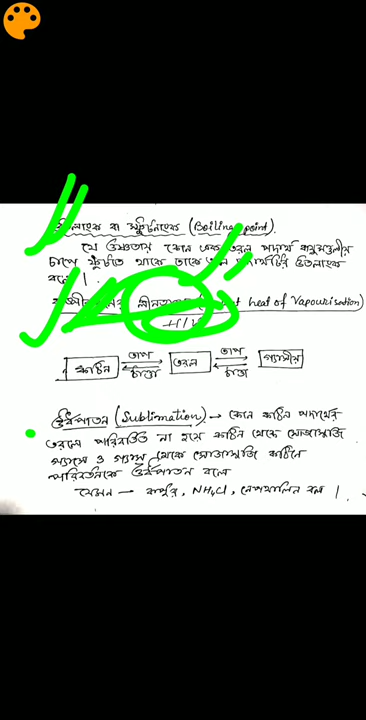 বা স্ফুটনাংক (Boiling point).
যে উষ্ণতায় কোন তরল পদার্থ বায়ুমণ্ডলীয়
চাপে ফুটতে থাকে তাকে ঐ পদার্থটির স্ফুটনাংক
বলে।
heat of Vapourisation)
কঠিন তাপ চাপ তরল তাপ চাপ গ্যাসীয়
ঊর্ধ্বপাতন (Sublimation) → কোন কঠিন পদার্থের
তরলে পরিবর্তিত না হয়ে কঠিন থেকে সোজাসুজি
গ্যাসে ও গ্যাস থেকে সোজাসুজি কঠিনে
পরিবর্তনকে ঊর্ধ্বপাতন বলে
যেমন — কর্পূর, NH₄Cl, নেপথালিন বল।